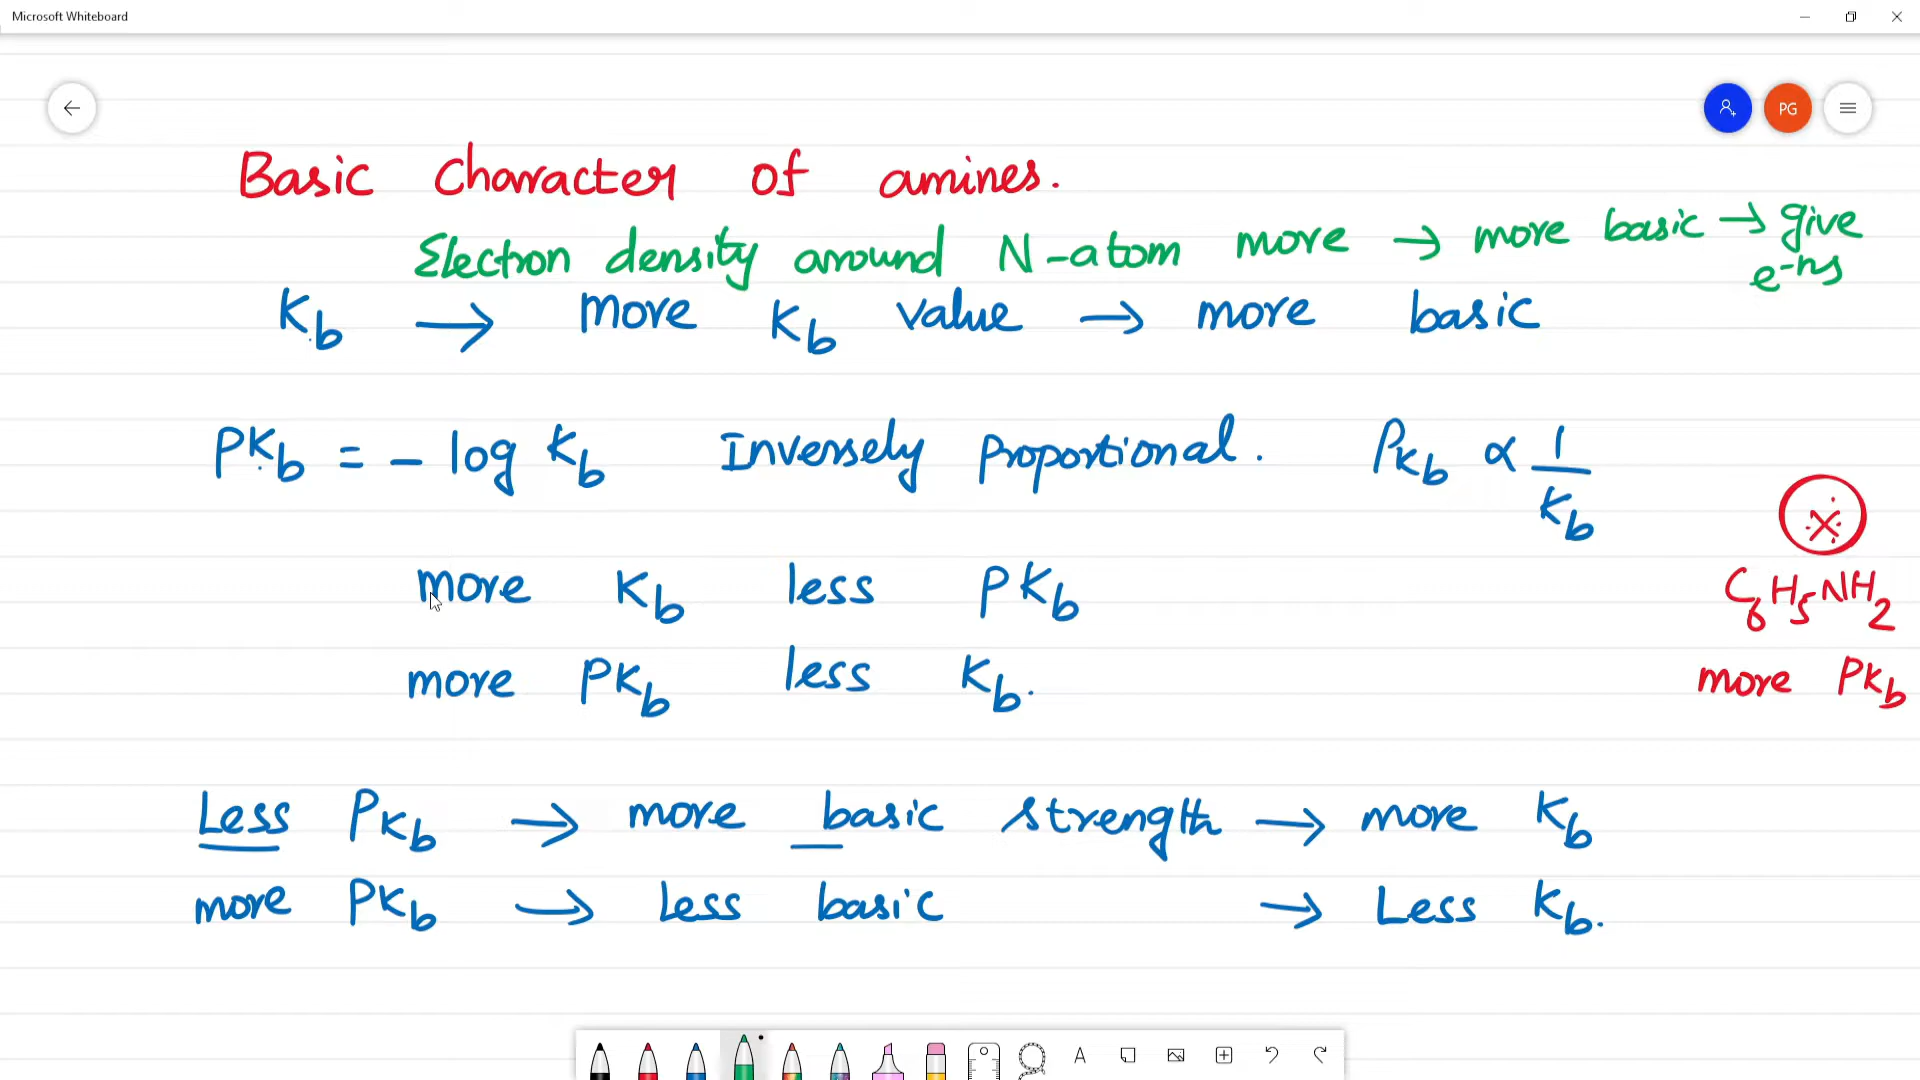 Microsoft Whiteboard
PG
Basic Character of amines.
Electron density around N-atom more → more basic → give e-ns
Kb → more Kb value → more basic
PKb = - log Kb Inversely proportional. PKb ∝ 1/Kb
more Kb less PKb
more PKb less Kb.
C6H5NH2
more PKb
Less PKb → more basic strength → more Kb
more PKb → Less basic → Less Kb.
A